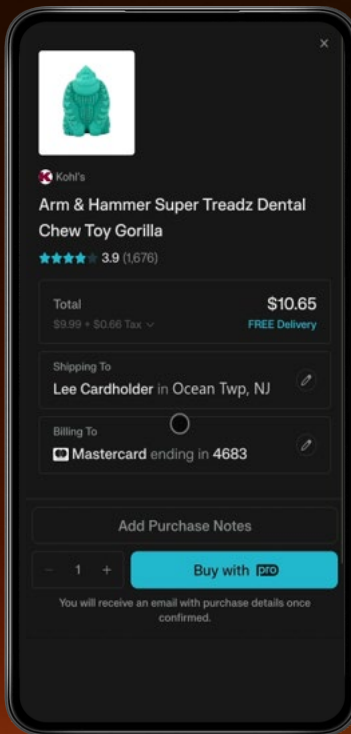 Kohl's
Arm & Hammer Super Treadz Dental
Chew Toy Gorilla
3.9 (1,676)
Total $10.65
$9.99 + $0.66 Tax FREE Delivery
Shipping To
Lee Cardholder in Ocean Twp, NJ
Billing To
Mastercard ending in 4683
Add Purchase Notes
− 1 + Buy with pro
You will receive an email with purchase details once
confirmed.